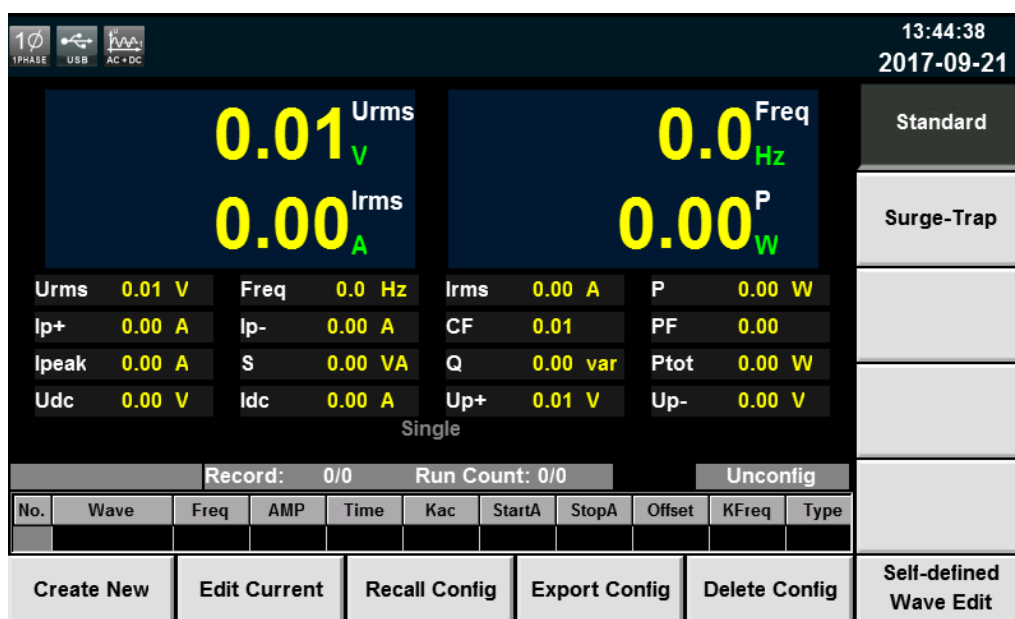 1Ø
1PHASE USB AC+DC
13:44:38
2017-09-21
0.01 Urms V
0.0 Freq Hz
0.00 Irms A
0.00 P W
Standard
Surge-Trap
Urms 0.01 V Freq 0.0 Hz Irms 0.00 A P 0.00 W
Ip+ 0.00 A Ip- 0.00 A CF 0.01 PF 0.00
Ipeak 0.00 A S 0.00 VA Q 0.00 var Ptot 0.00 W
Udc 0.00 V Idc 0.00 A Up+ 0.01 V Up- 0.00 V
Single
Record: 0/0 Run Count: 0/0 Unconfig
No. Wave Freq AMP Time Kac StartA StopA Offset KFreq Type
Create New Edit Current Recall Config Export Config Delete Config
Self-defined
Wave Edit